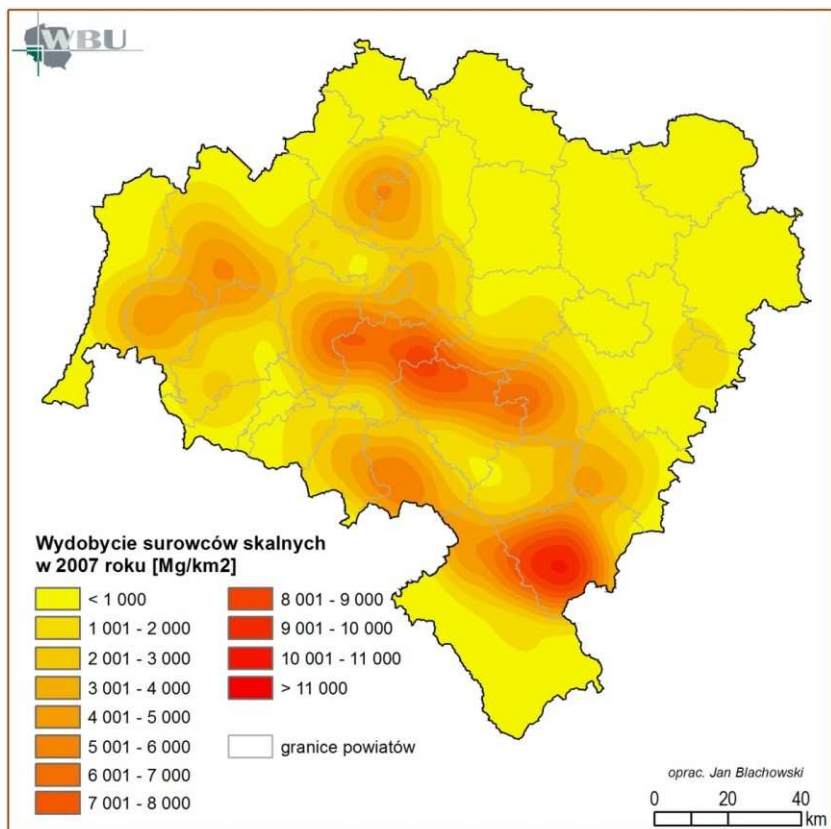 WBU
Wydobycie surowców skalnych
w 2007 roku [Mg/km2]
< 1 000
1 001 - 2 000
2 001 - 3 000
3 001 - 4 000
4 001 - 5 000
5 001 - 6 000
6 001 - 7 000
7 001 - 8 000
8 001 - 9 000
9 001 - 10 000
10 001 - 11 000
> 11 000
granice powiatów
oprac. Jan Blachowski
0 20 40
km